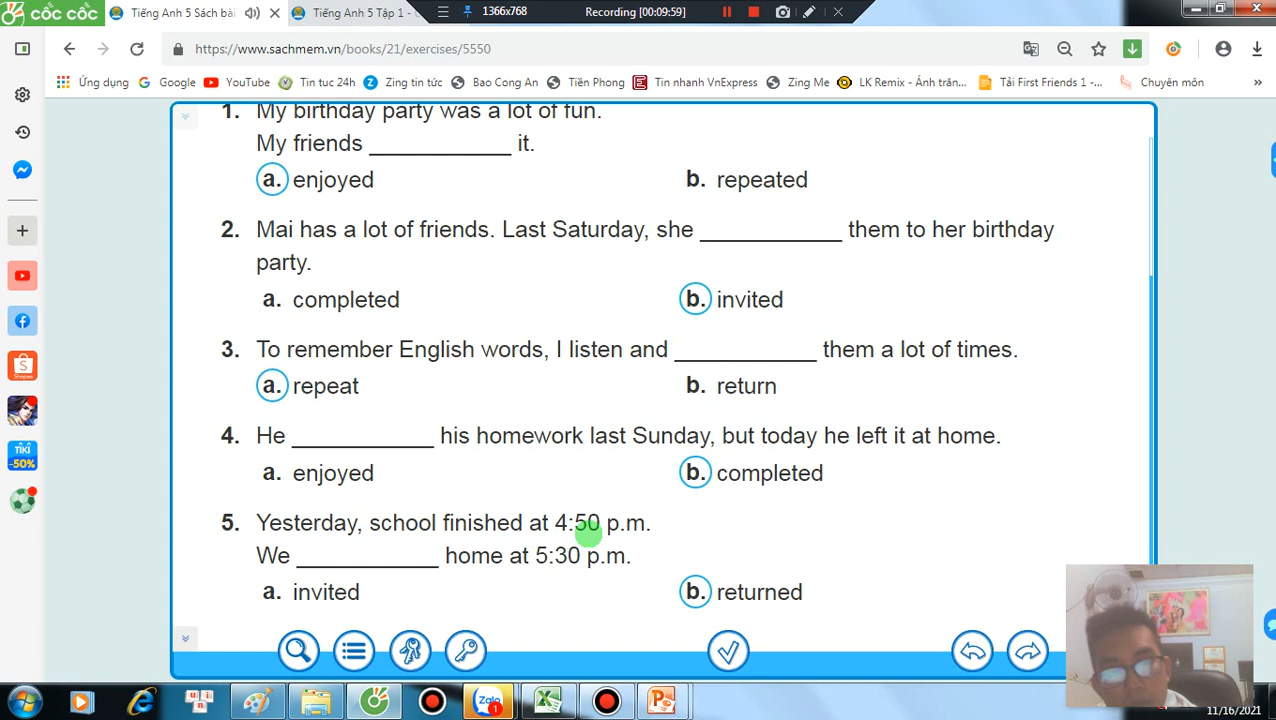 cốc cốc
Tiếng Anh 5 Sách bài
Tiếng Anh 5 Tập 1 -
1366x768
Recording [00:09:59]
https://www.sachmem.vn/books/21/exercises/5550
Ứng dụng
Google
YouTube
Tin tuc 24h
Zing tin tức
Bao Cong An
Tiền Phong
Tin nhanh VnExpress
Zing Me
LK Remix - Ảnh trăn...
Tải First Friends 1 -...
Chuyên môn
»
1. My birthday party was a lot of fun.
My friends ____________ it.
a. enjoyed
b. repeated
2. Mai has a lot of friends. Last Saturday, she ____________ them to her birthday
party.
a. completed
b. invited
3. To remember English words, I listen and ____________ them a lot of times.
a. repeat
b. return
4. He ____________ his homework last Sunday, but today he left it at home.
a. enjoyed
b. completed
5. Yesterday, school finished at 4:50 p.m.
We ____________ home at 5:30 p.m.
a. invited
b. returned
Shopee
TIKI
-50%
Zalo
1
11/16/2021